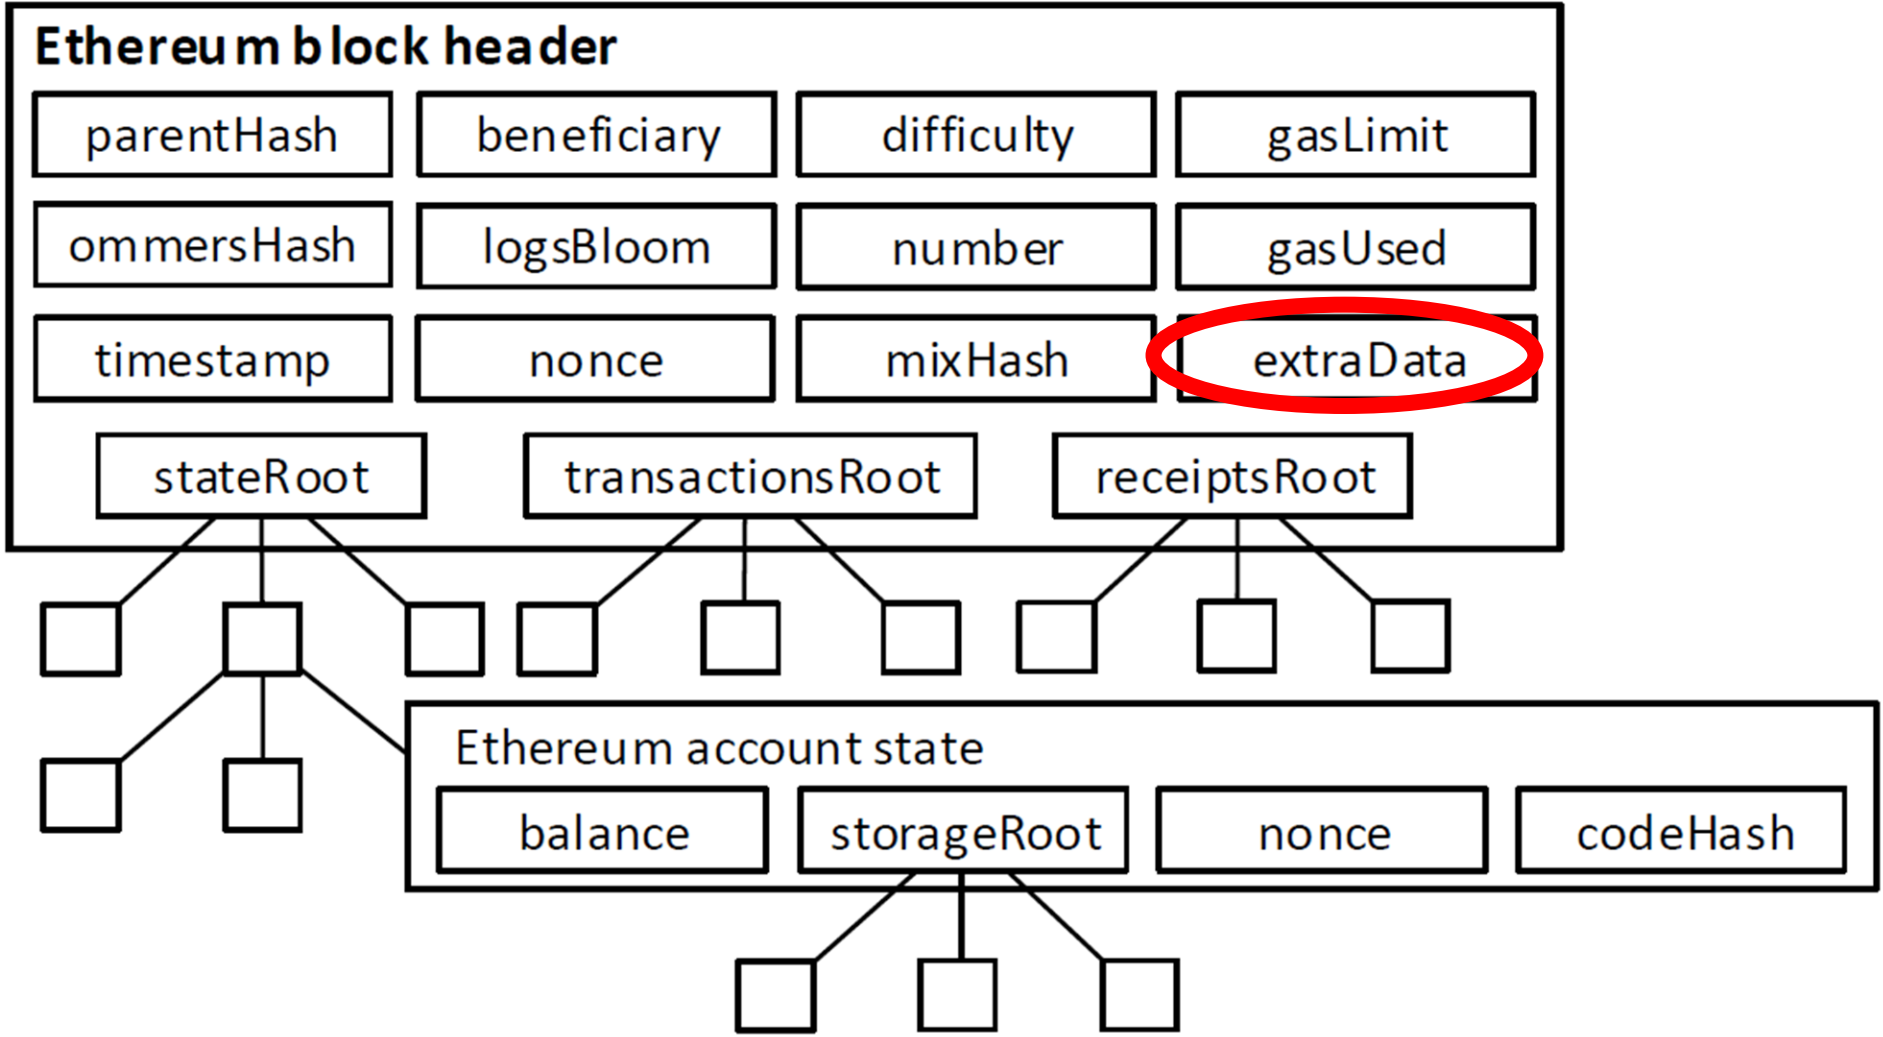 Ethereum block header
parentHash beneficiary difficulty gasLimit
ommersHash logsBloom number gasUsed
timestamp nonce mixHash extraData
stateRoot transactionsRoot receiptsRoot
Ethereum account state
balance storageRoot nonce codeHash